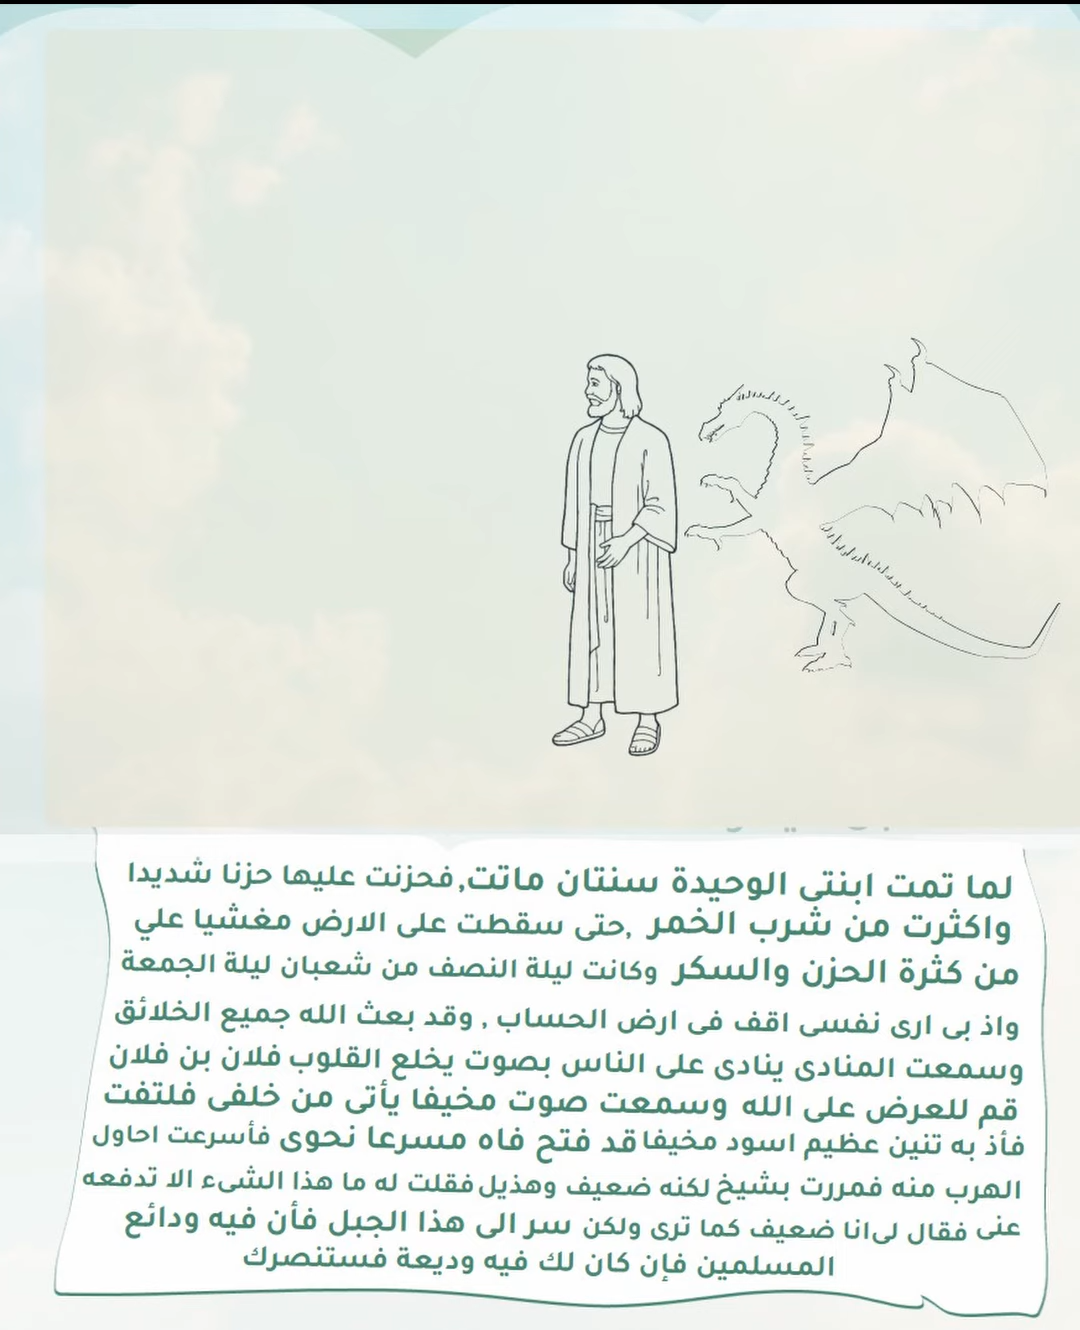 لما تمت ابنتى الوحيدة سنتان ماتت,فحزنت عليها حزنا شديدا
واكثرت من شرب الخمر ,حتى سقطت على الارض مغشيا علي
من كثرة الحزن والسكر وكانت ليلة النصف من شعبان ليلة الجمعة
واذ بى ارى نفسى اقف فى ارض الحساب , وقد بعث الله جميع الخلائق
وسمعت المنادى ينادى على الناس بصوت يخلع القلوب فلان بن فلان
قم للعرض على الله وسمعت صوت مخيفا يأتى من خلفى فلتفت
فأذ به تنين عظيم اسود مخيفا قد فتح فاه مسرعا نحوى فأسرعت احاول
الهرب منه فمررت بشيخ لكنه ضعيف وهذيل فقلت له ما هذا الشىء الا تدفعه
عنى فقال لى انا ضعيف كما ترى ولكن سر الى هذا الجبل فأن فيه ودائع
المسلمين فإن كان لك فيه وديعة فستنصرك